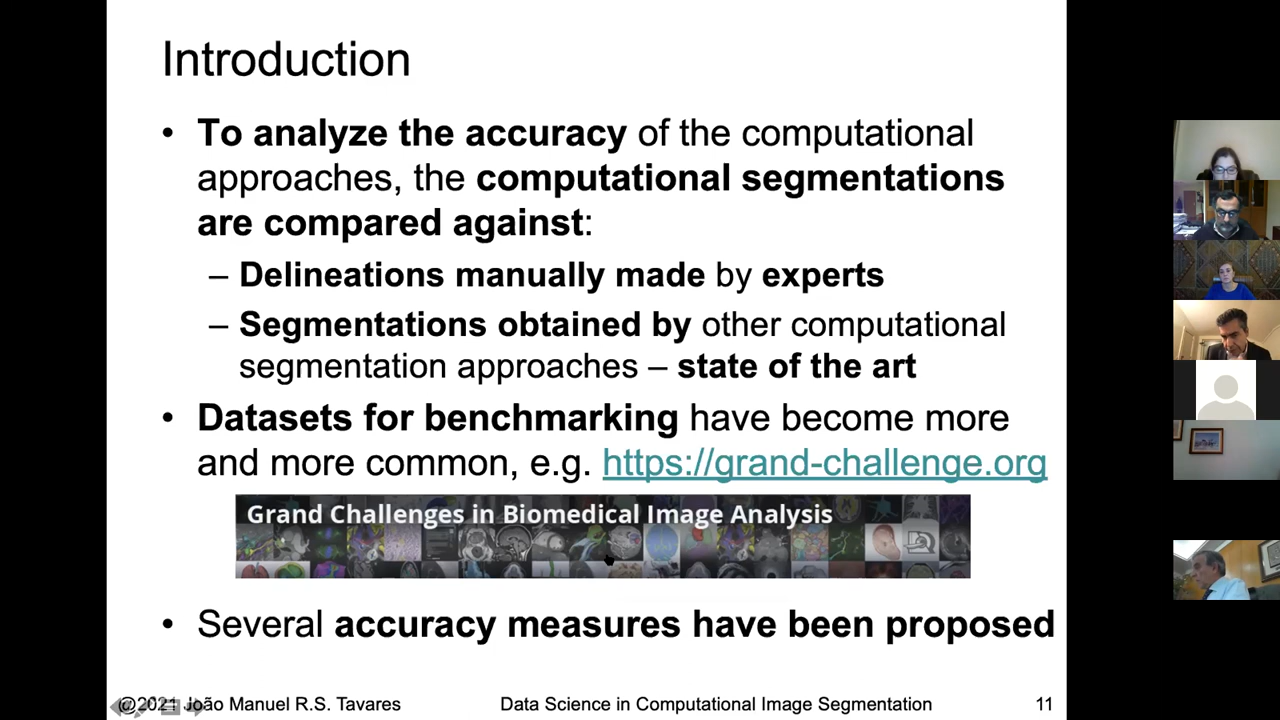 Introduction
• To analyze the accuracy of the computational
approaches, the computational segmentations
are compared against:
– Delineations manually made by experts
– Segmentations obtained by other computational
segmentation approaches – state of the art
• Datasets for benchmarking have become more
and more common, e.g. https://grand-challenge.org
Grand Challenges in Biomedical Image Analysis
• Several accuracy measures have been proposed
@2021 João Manuel R.S. Tavares
Data Science in Computational Image Segmentation
11